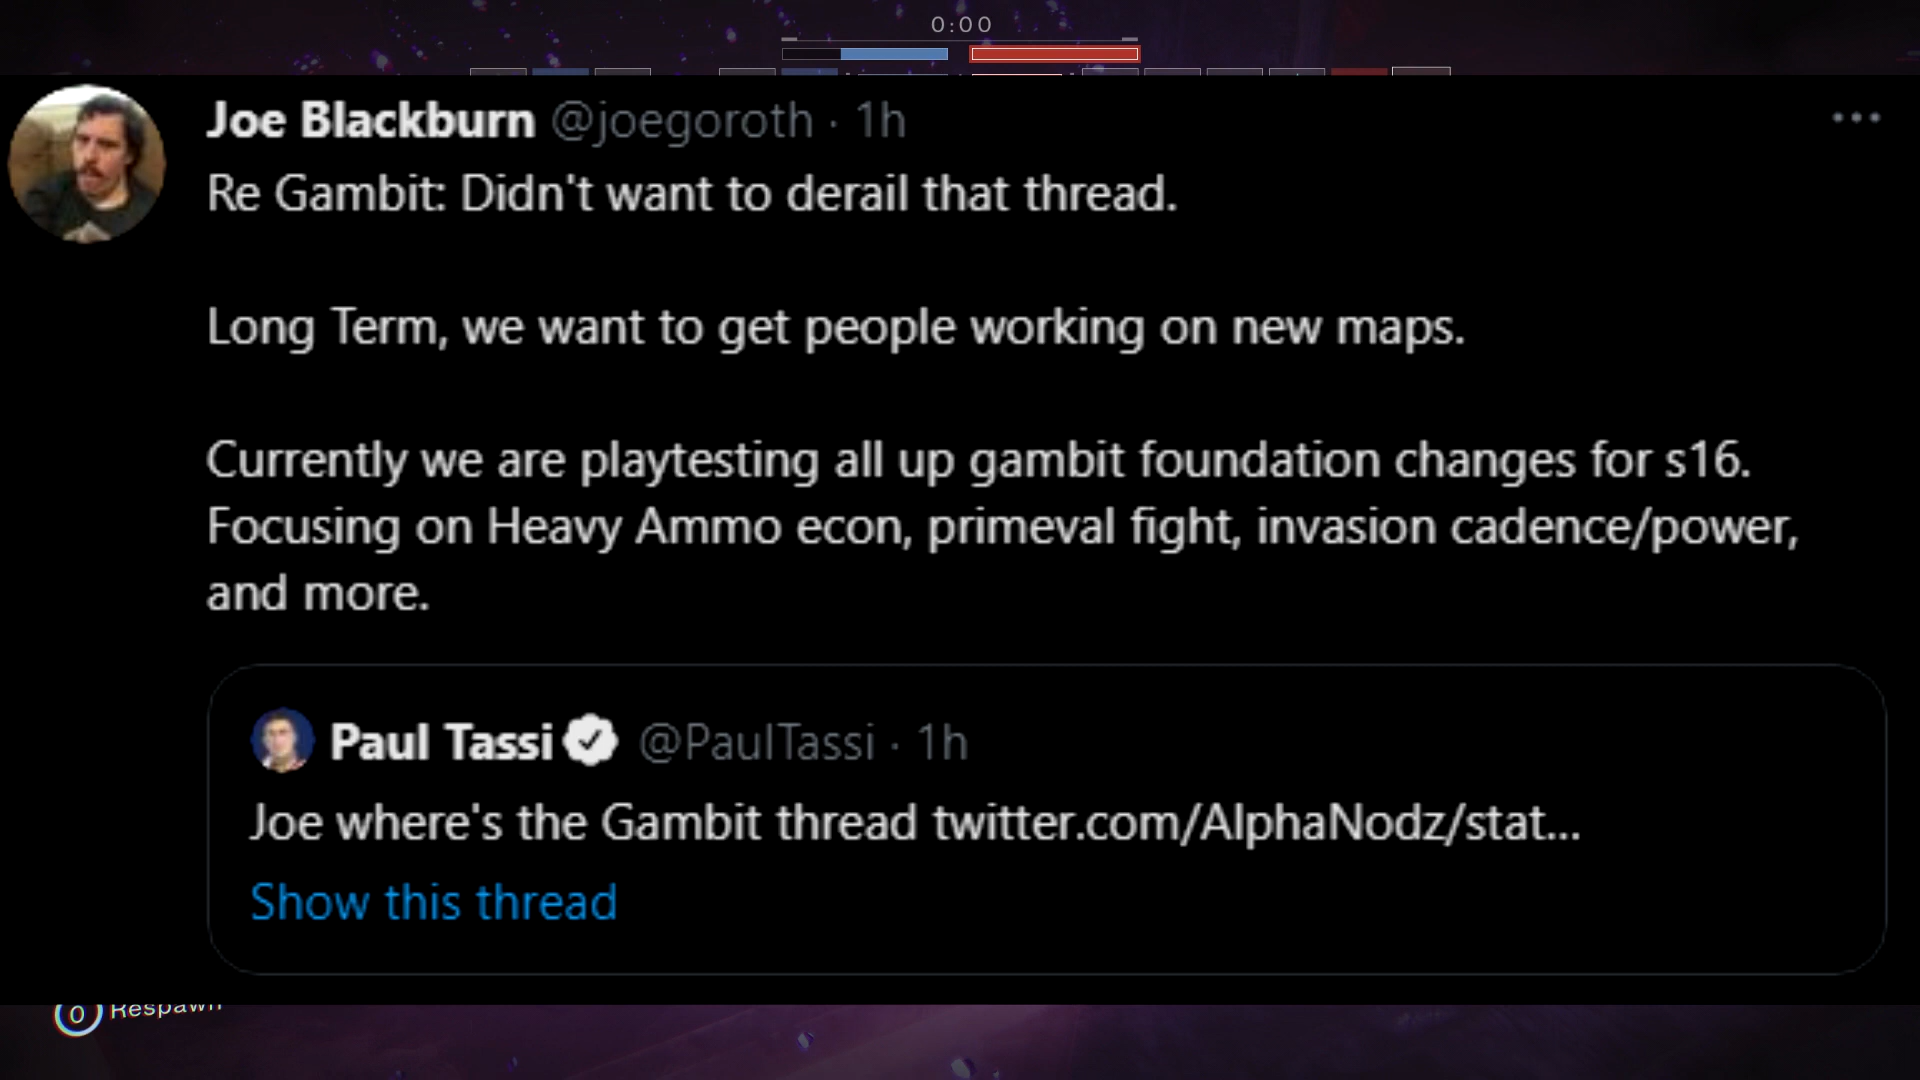 0:00
Joe Blackburn @joegoroth · 1h
Re Gambit: Didn't want to derail that thread.
Long Term, we want to get people working on new maps.
Currently we are playtesting all up gambit foundation changes for s16.
Focusing on Heavy Ammo econ, primeval fight, invasion cadence/power,
and more.
Paul Tassi @PaulTassi · 1h
Joe where's the Gambit thread twitter.com/AlphaNodz/stat...
Show this thread
0 Respawn